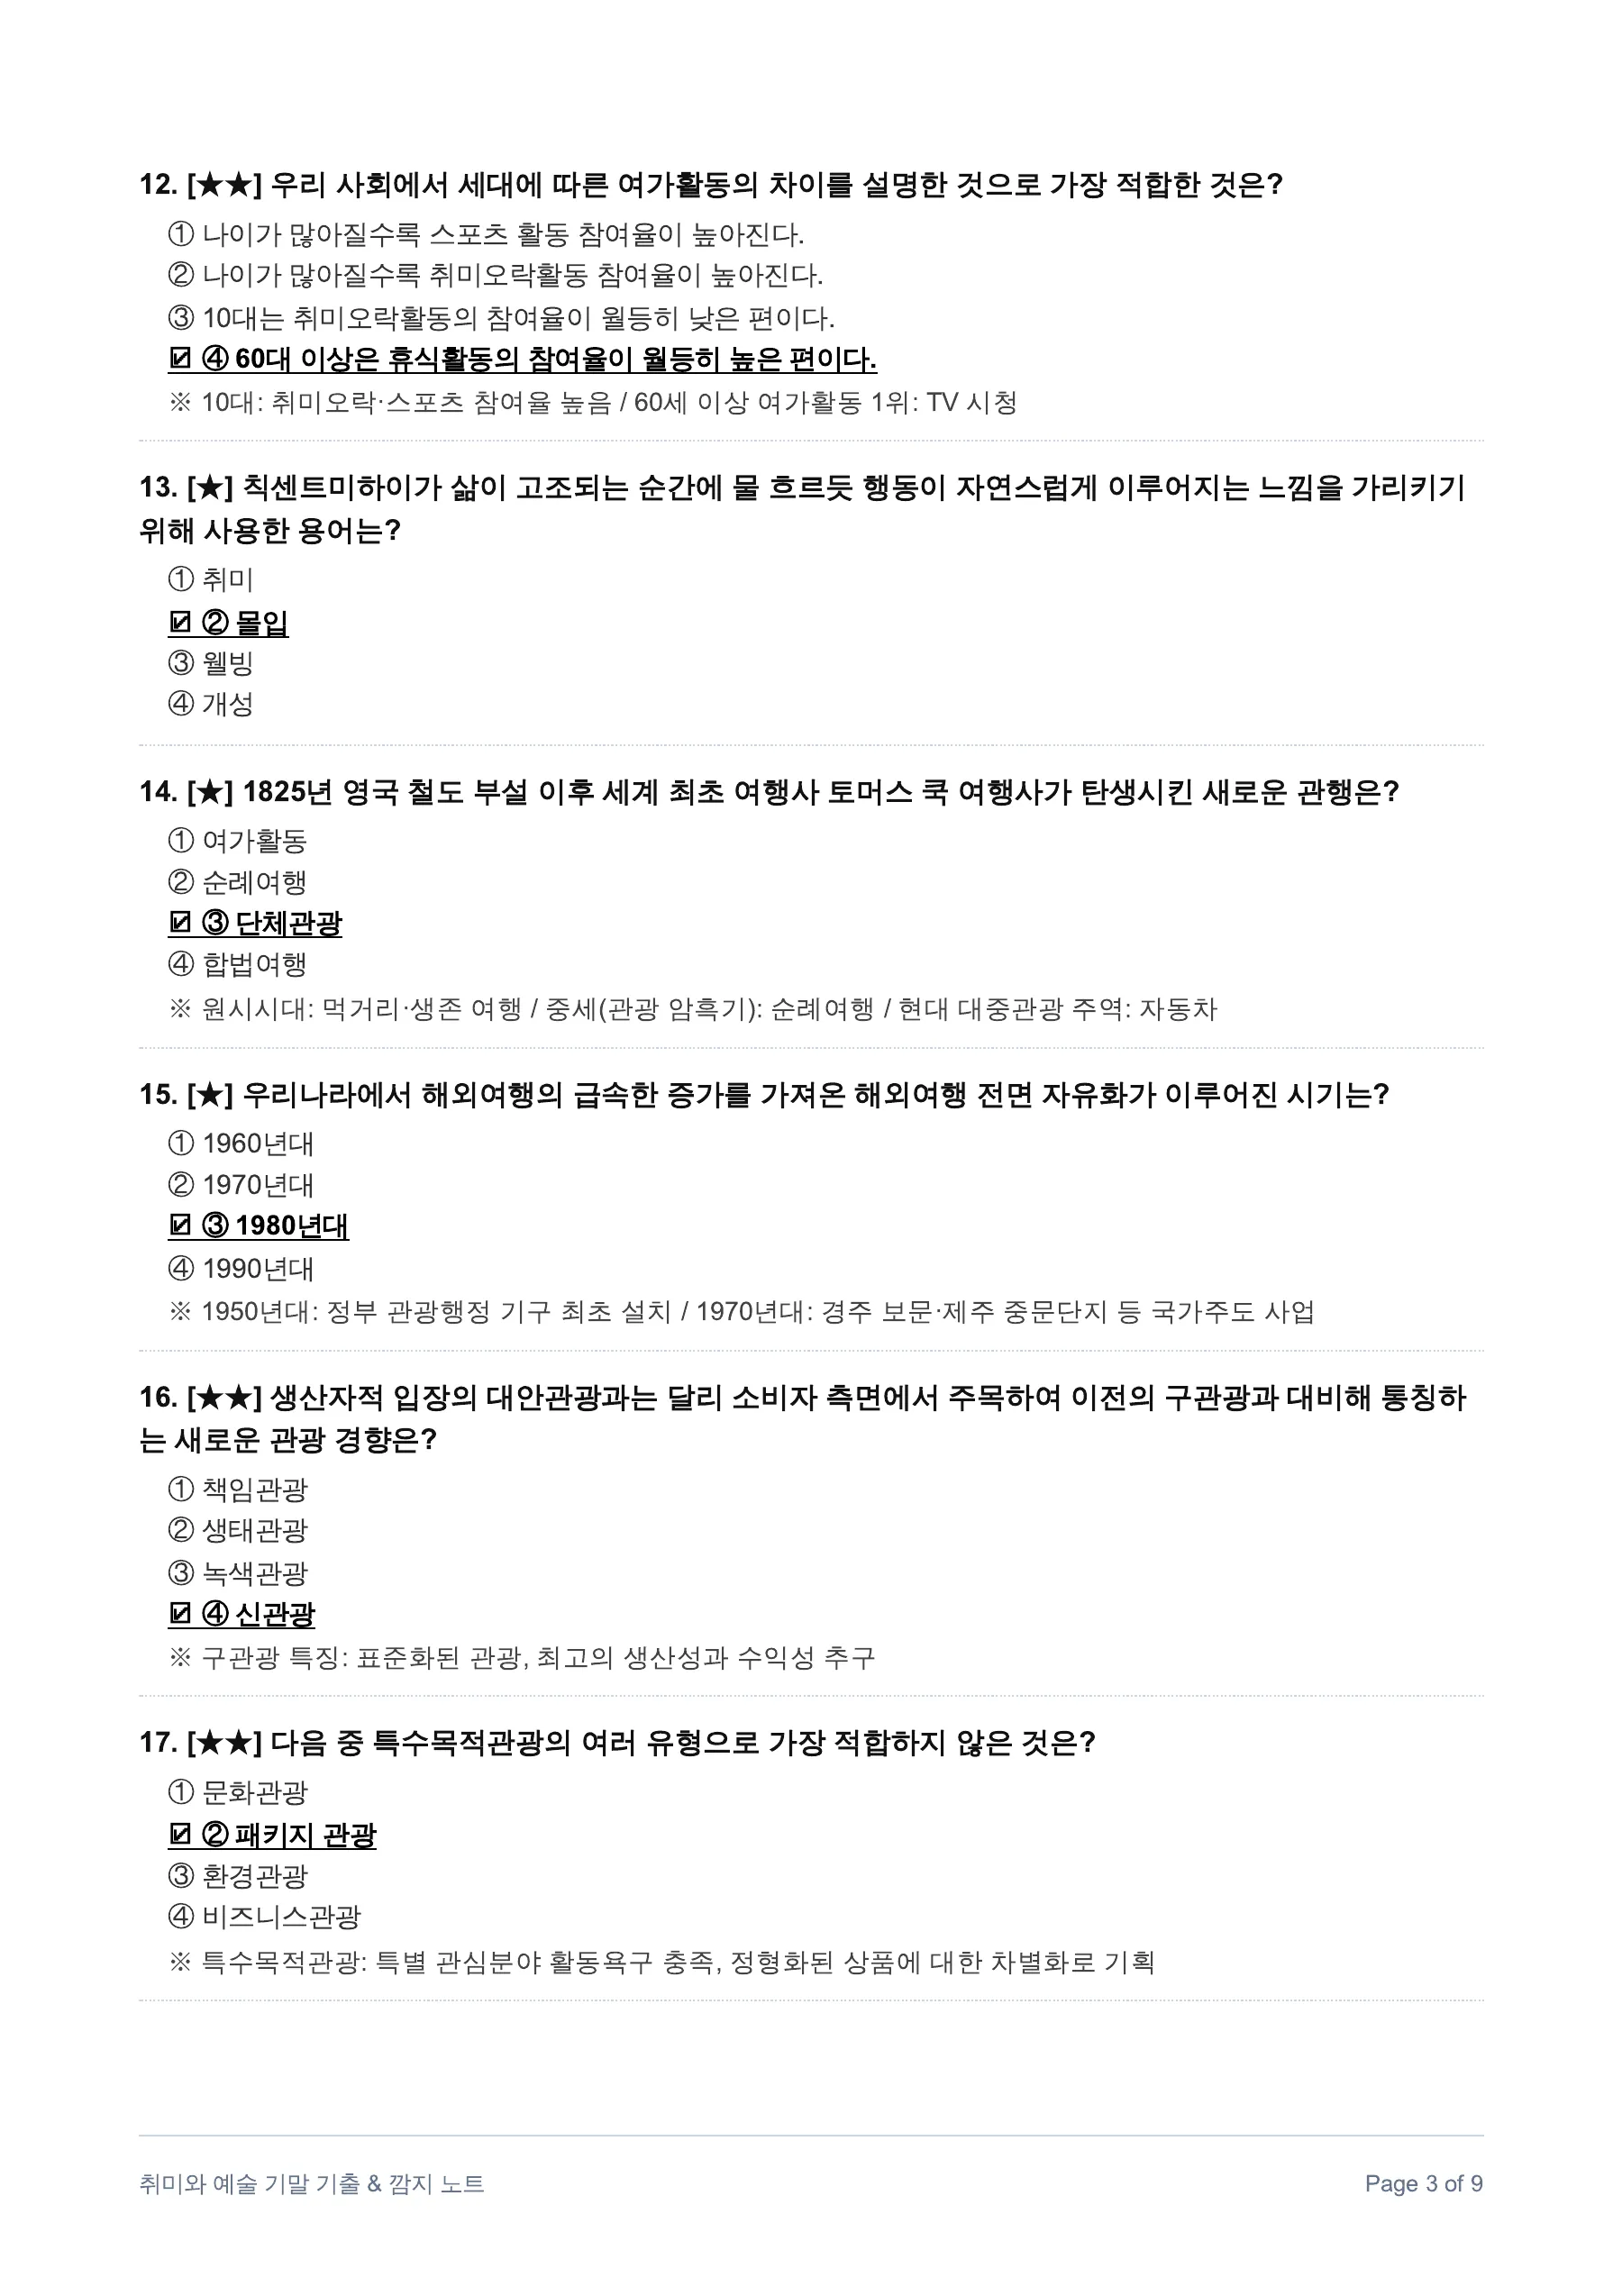 12. [★★] 우리 사회에서 세대에 따른 여가활동의 차이를 설명한 것으로 가장 적합한 것은?
① 나이가 많아질수록 스포츠 활동 참여율이 높아진다.
② 나이가 많아질수록 취미오락활동 참여율이 높아진다.
③ 10대는 취미오락활동의 참여율이 월등히 낮은 편이다.
☑ ④ 60대 이상은 휴식활동의 참여율이 월등히 높은 편이다.
※ 10대: 취미오락·스포츠 참여율 높음 / 60세 이상 여가활동 1위: TV 시청
13. [★] 칙센트미하이가 삶이 고조되는 순간에 물 흐르듯 행동이 자연스럽게 이루어지는 느낌을 가리키기
위해 사용한 용어는?
① 취미
☑ ② 몰입
③ 웰빙
④ 개성
14. [★] 1825년 영국 철도 부설 이후 세계 최초 여행사 토머스 쿡 여행사가 탄생시킨 새로운 관행은?
① 여가활동
② 순례여행
☑ ③ 단체관광
④ 합법여행
※ 원시시대: 먹거리·생존 여행 / 중세(관광 암흑기): 순례여행 / 현대 대중관광 주역: 자동차
15. [★] 우리나라에서 해외여행의 급속한 증가를 가져온 해외여행 전면 자유화가 이루어진 시기는?
① 1960년대
② 1970년대
☑ ③ 1980년대
④ 1990년대
※ 1950년대: 정부 관광행정 기구 최초 설치 / 1970년대: 경주 보문·제주 중문단지 등 국가주도 사업
16. [★★] 생산자적 입장의 대안관광과는 달리 소비자 측면에서 주목하여 이전의 구관광과 대비해 통칭하
는 새로운 관광 경향은?
① 책임관광
② 생태관광
③ 녹색관광
☑ ④ 신관광
※ 구관광 특징: 표준화된 관광, 최고의 생산성과 수익성 추구
17. [★★] 다음 중 특수목적관광의 여러 유형으로 가장 적합하지 않은 것은?
① 문화관광
☑ ② 패키지 관광
③ 환경관광
④ 비즈니스관광
※ 특수목적관광: 특별 관심분야 활동욕구 충족, 정형화된 상품에 대한 차별화로 기획
취미와 예술 기말 기출 & 깜지 노트
Page 3 of 9